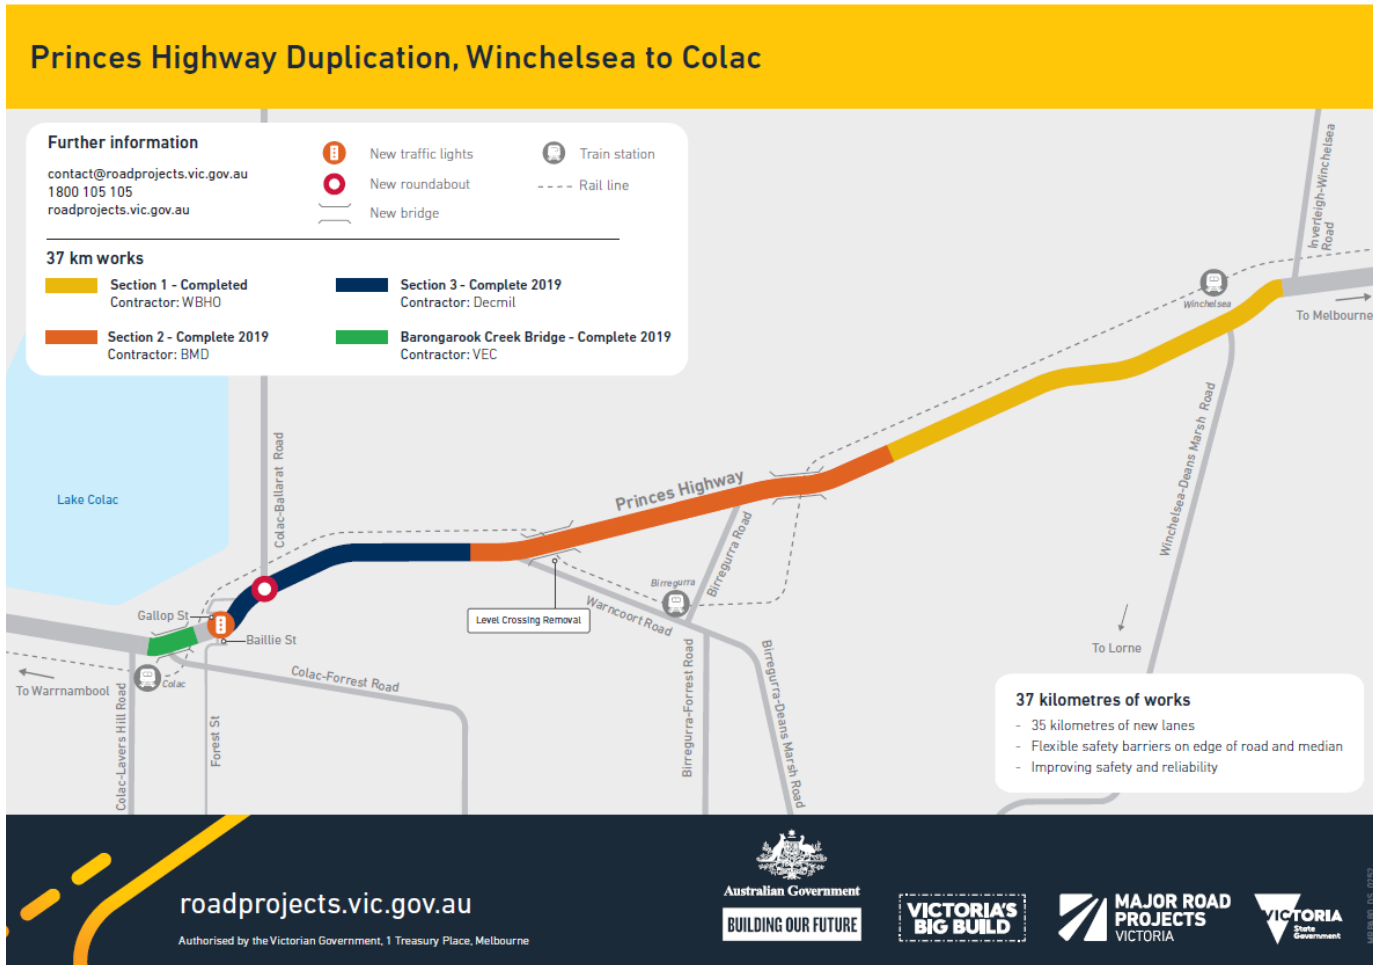 Princes Highway Duplication, Winchelsea to Colac
Further information
contact@roadprojects.vic.gov.au
1800 105 105
roadprojects.vic.gov.au
New traffic lights
New roundabout
New bridge
Train station
Rail line
37 km works
Section 1 - Completed
Contractor: WBHO
Section 2 - Complete 2019
Contractor: BMD
Section 3 - Complete 2019
Contractor: Decmil
Barongarook Creek Bridge - Complete 2019
Contractor: VEC
Inverleigh-Winchelsea
Road
Winchelsea
To Melbourne
Winchelsea-Deans Marsh Road
To Lorne
Princes Highway
Birregurra Road
Birregurra
Warncoort Road
Level Crossing Removal
Birregurra-Forrest Road
Birregurra-Deans Marsh Road
Lake Colac
Colac-Ballarat Road
Gallop St
Baillie St
Colac
To Warrnambool
Colac-Forrest Road
Colac-Lavers Hill Road
Forest St
37 kilometres of works
- 35 kilometres of new lanes
- Flexible safety barriers on edge of road and median
- Improving safety and reliability
roadprojects.vic.gov.au
Authorised by the Victorian Government, 1 Treasury Place, Melbourne
Australian Government
BUILDING OUR FUTURE
VICTORIA'S
BIG BUILD
MAJOR ROAD
PROJECTS
VICTORIA
VICTORIA
State
Government